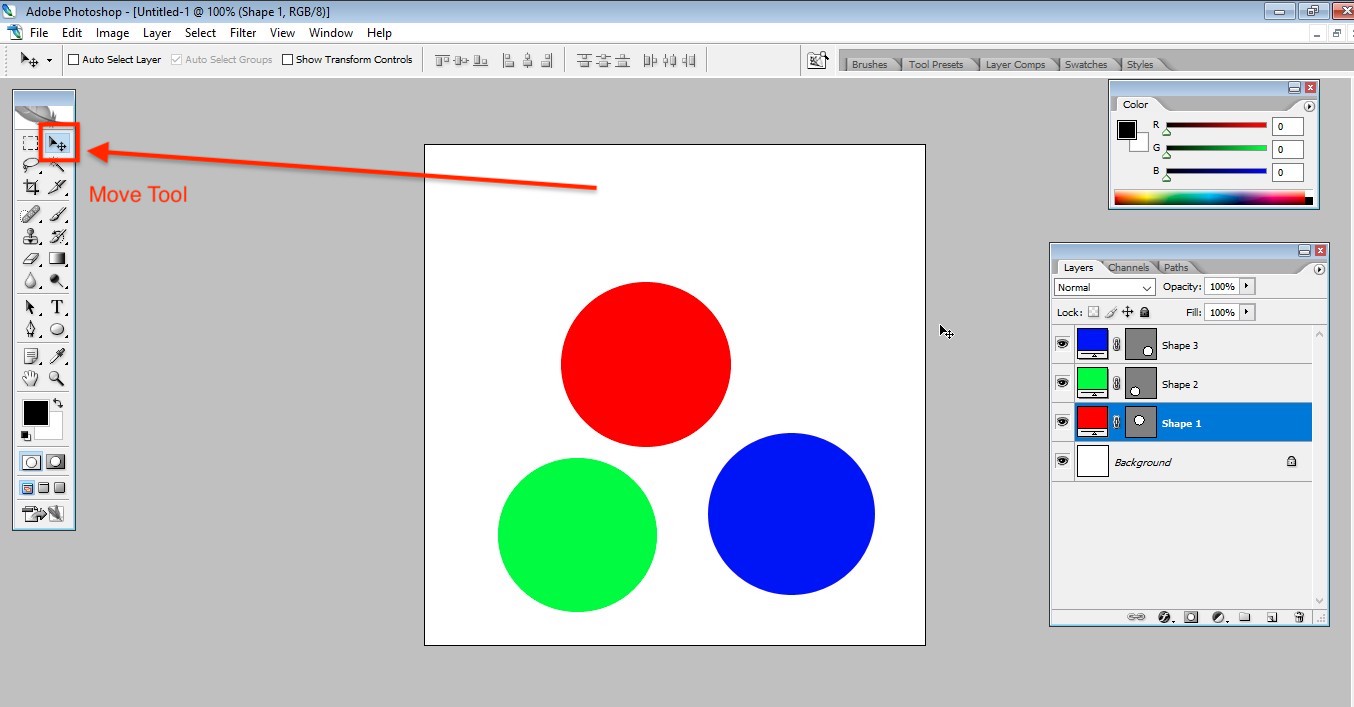 Adobe Photoshop - [Untitled-1 @ 100% (Shape 1, RGB/8)]
File Edit Image Layer Select Filter View Window Help
Auto Select Layer Auto Select Groups Show Transform Controls
Brushes Tool Presets Layer Comps Swatches Styles
Move Tool
T
Color
R 0
G 0
B 0
Layers Channels Paths
Normal Opacity: 100%
Lock: Fill: 100%
Shape 3
Shape 2
Shape 1
Background